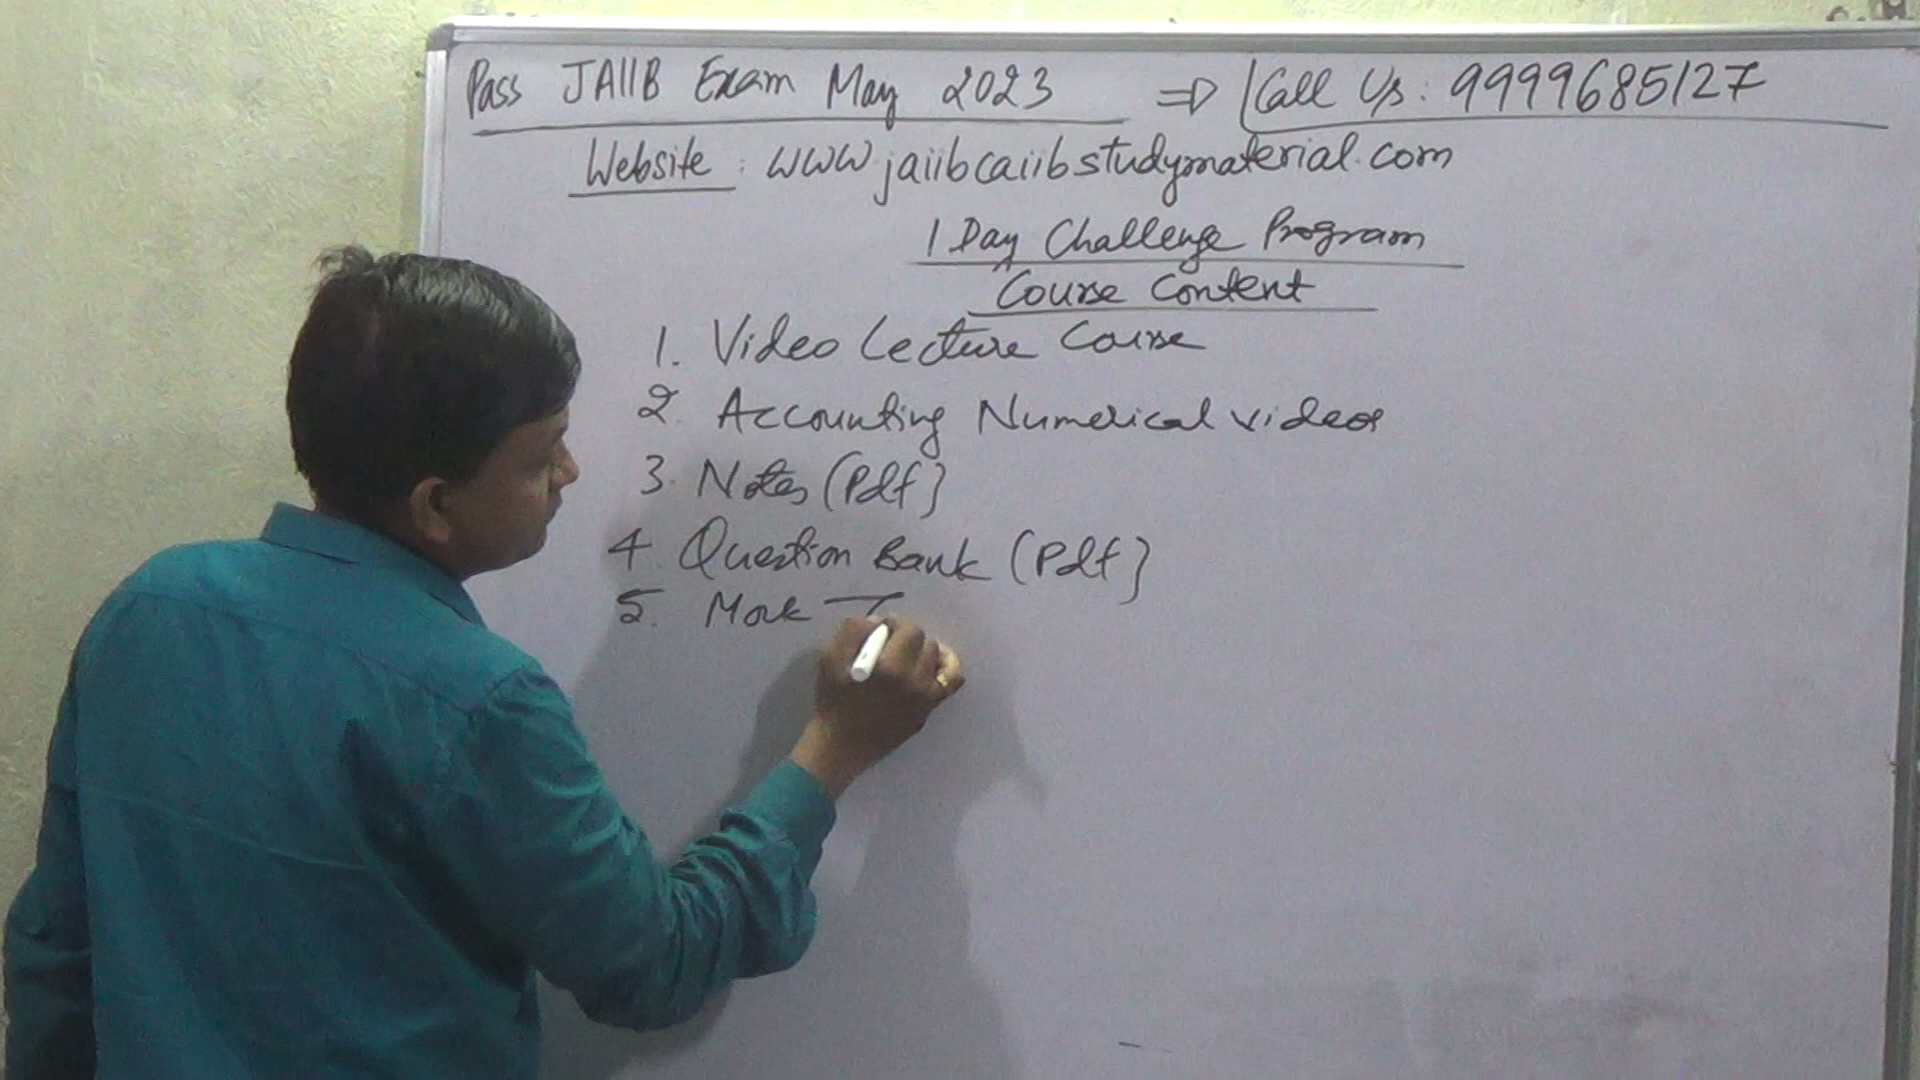 Pass JAIIB Exam May 2023 ⇒ Call Us: 9999685127
Website: www.jaiibcaiibstudymaterial.com
1 Day Challenge Program
Course Content
1. Video Lecture Course
2. Accounting Numerical Videos
3. Notes (Pdf)
4. Question Bank (Pdf)
5. Mock T